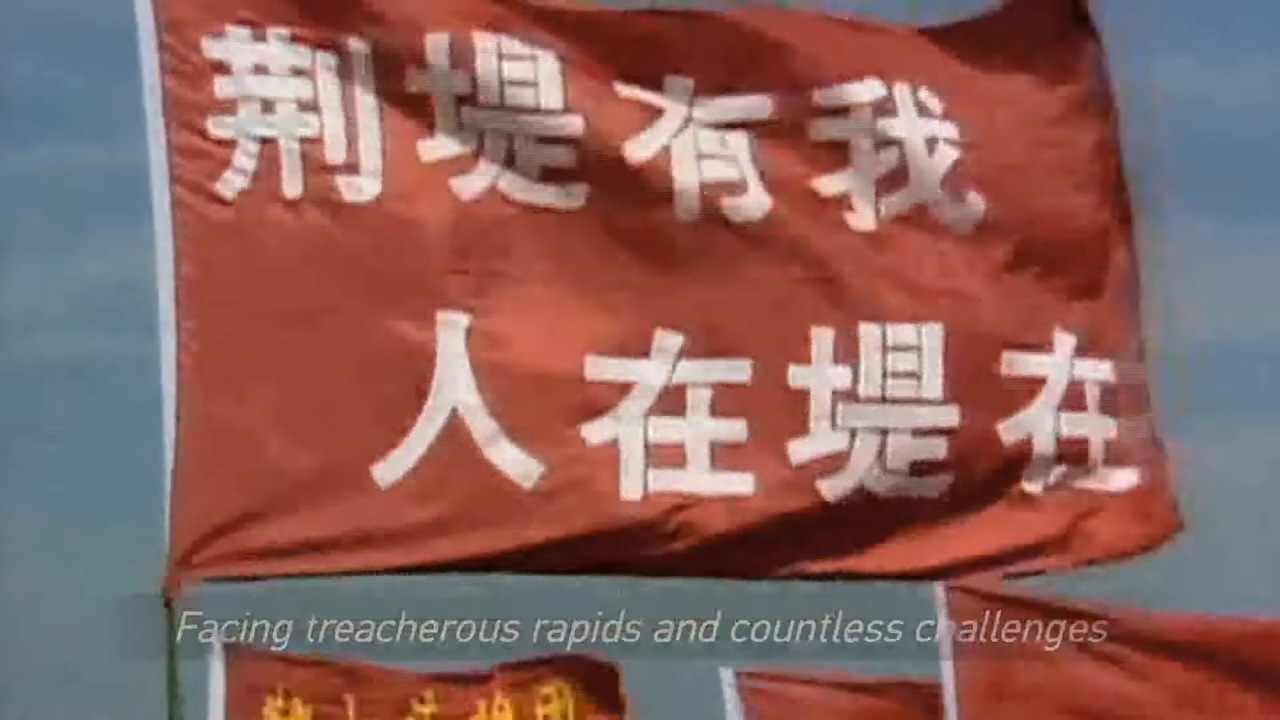 荆堤有我
人在堤在
Facing treacherous rapids and countless challenges